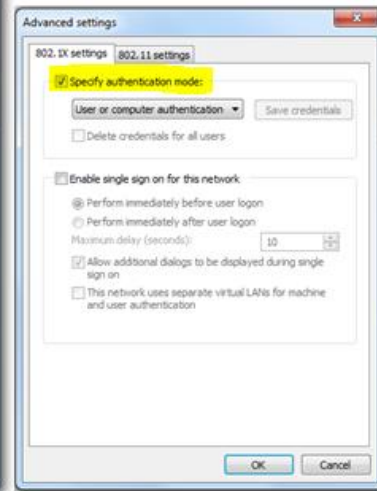 Advanced settings
802.1X settings
802.11 settings
Specify authentication mode:
User or computer authentication
Save credentials
Delete credentials for all users
Enable single sign on for this network
Perform immediately before user logon
Perform immediately after user logon
Maximum delay (seconds):
10
Allow additional dialogs to be displayed during single
sign on
This network uses separate virtual LANs for machine
and user authentication
OK
Cancel